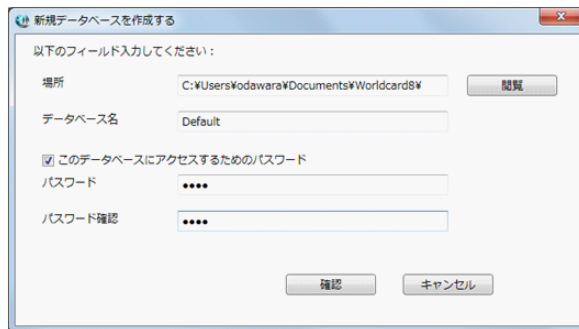 新規データベースを作成する
以下のフィールド入力してください：
場所 C:¥Users¥odawara¥Documents¥Worldcard8¥ 閲覧
データベース名 Default
このデータベースにアクセスするためのパスワード
パスワード ●●●●
パスワード確認 ●●●●
確認 キャンセル